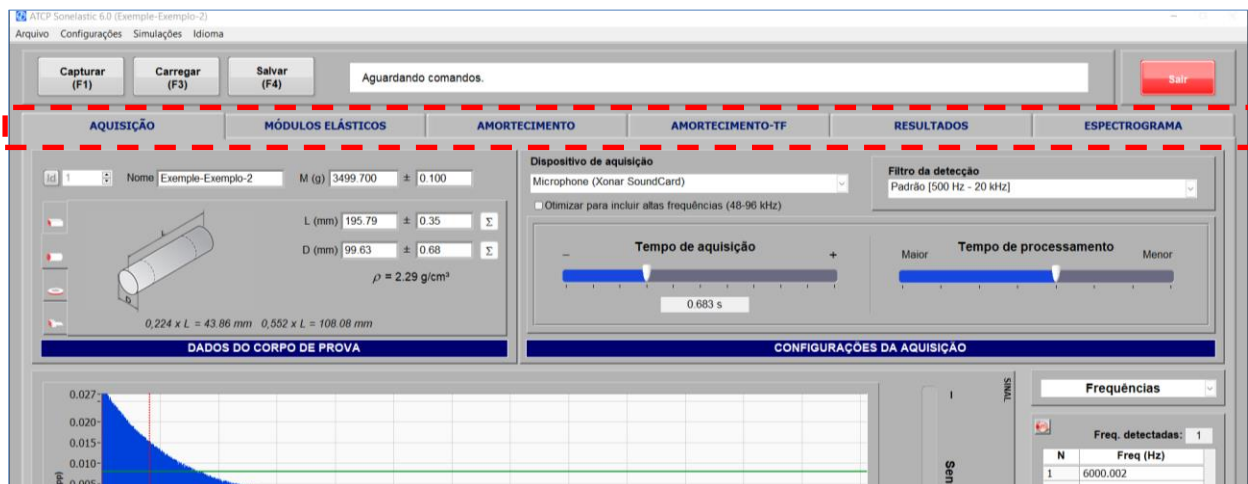 ATCP Sonelastic 6.0 (Exemple-Exemplo-2)
Arquivo Configurações Simulações Idioma
Capturar
(F1)
Carregar
(F3)
Salvar
(F4)
Aguardando comandos.
Sair
AQUISIÇÃO MÓDULOS ELÁSTICOS AMORTECIMENTO AMORTECIMENTO-TF RESULTADOS ESPECTROGRAMA
Id 1 Nome Exemplo-Exemplo-2 M (g) 3499.700 ± 0.100
L (mm) 195.79 ± 0.35 Σ
D (mm) 99.63 ± 0.68 Σ
ρ = 2.29 g/cm³
L
D
0,224 x L = 43.86 mm 0,552 x L = 108.08 mm
DADOS DO CORPO DE PROVA
Dispositivo de aquisição
Microphone (Xonar SoundCard)
Otimizar para incluir altas frequências (48-96 kHz)
Filtro da detecção
Padrão [500 Hz - 20 kHz]
– Tempo de aquisição +
0.683 s
Maior Tempo de processamento Menor
CONFIGURAÇÕES DA AQUISIÇÃO
0.027
0.020
0.015
0.010
0.005
SINAL
Frequências
Freq. detectadas: 1
N Freq (Hz)
1 6000.002